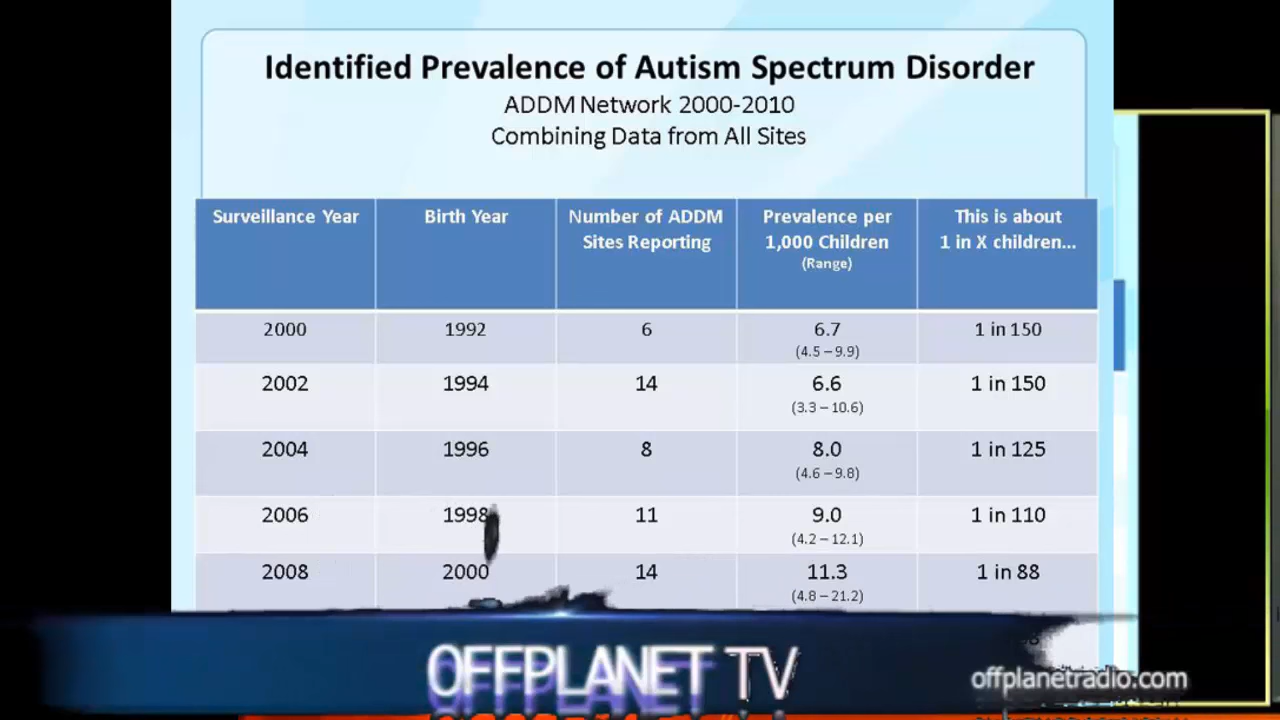 Identified Prevalence of Autism Spectrum Disorder
ADDM Network 2000-2010
Combining Data from All Sites
Surveillance Year Birth Year Number of ADDM Sites Reporting Prevalence per 1,000 Children (Range) This is about 1 in X children...
2000 1992 6 6.7 (4.5 – 9.9) 1 in 150
2002 1994 14 6.6 (3.3 – 10.6) 1 in 150
2004 1996 8 8.0 (4.6 – 9.8) 1 in 125
2006 1998 11 9.0 (4.2 – 12.1) 1 in 110
2008 2000 14 11.3 (4.8 – 21.2) 1 in 88
OFFPLANET TV
offplanetradio.com